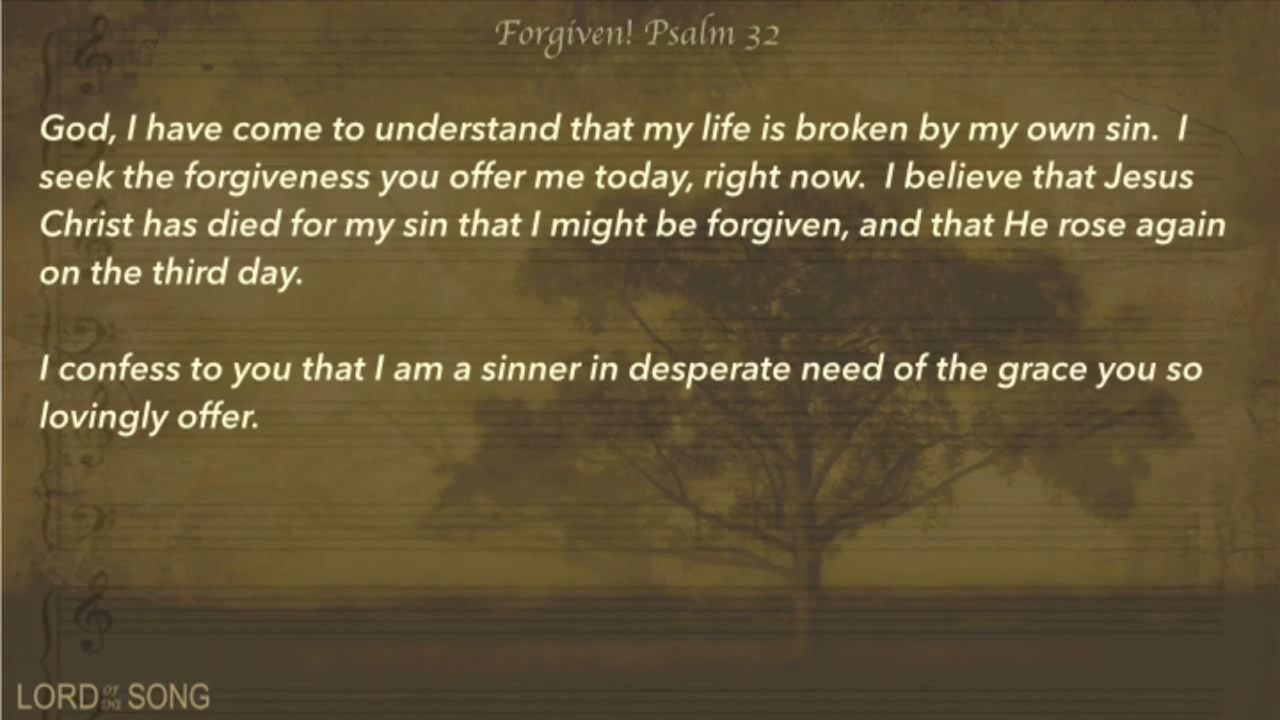 Forgiven! Psalm 32
God, I have come to understand that my life is broken by my own sin.  I
seek the forgiveness you offer me today, right now.  I believe that Jesus
Christ has died for my sin that I might be forgiven, and that He rose again
on the third day.
I confess to you that I am a sinner in desperate need of the grace you so
lovingly offer.
LORD OF THE SONG